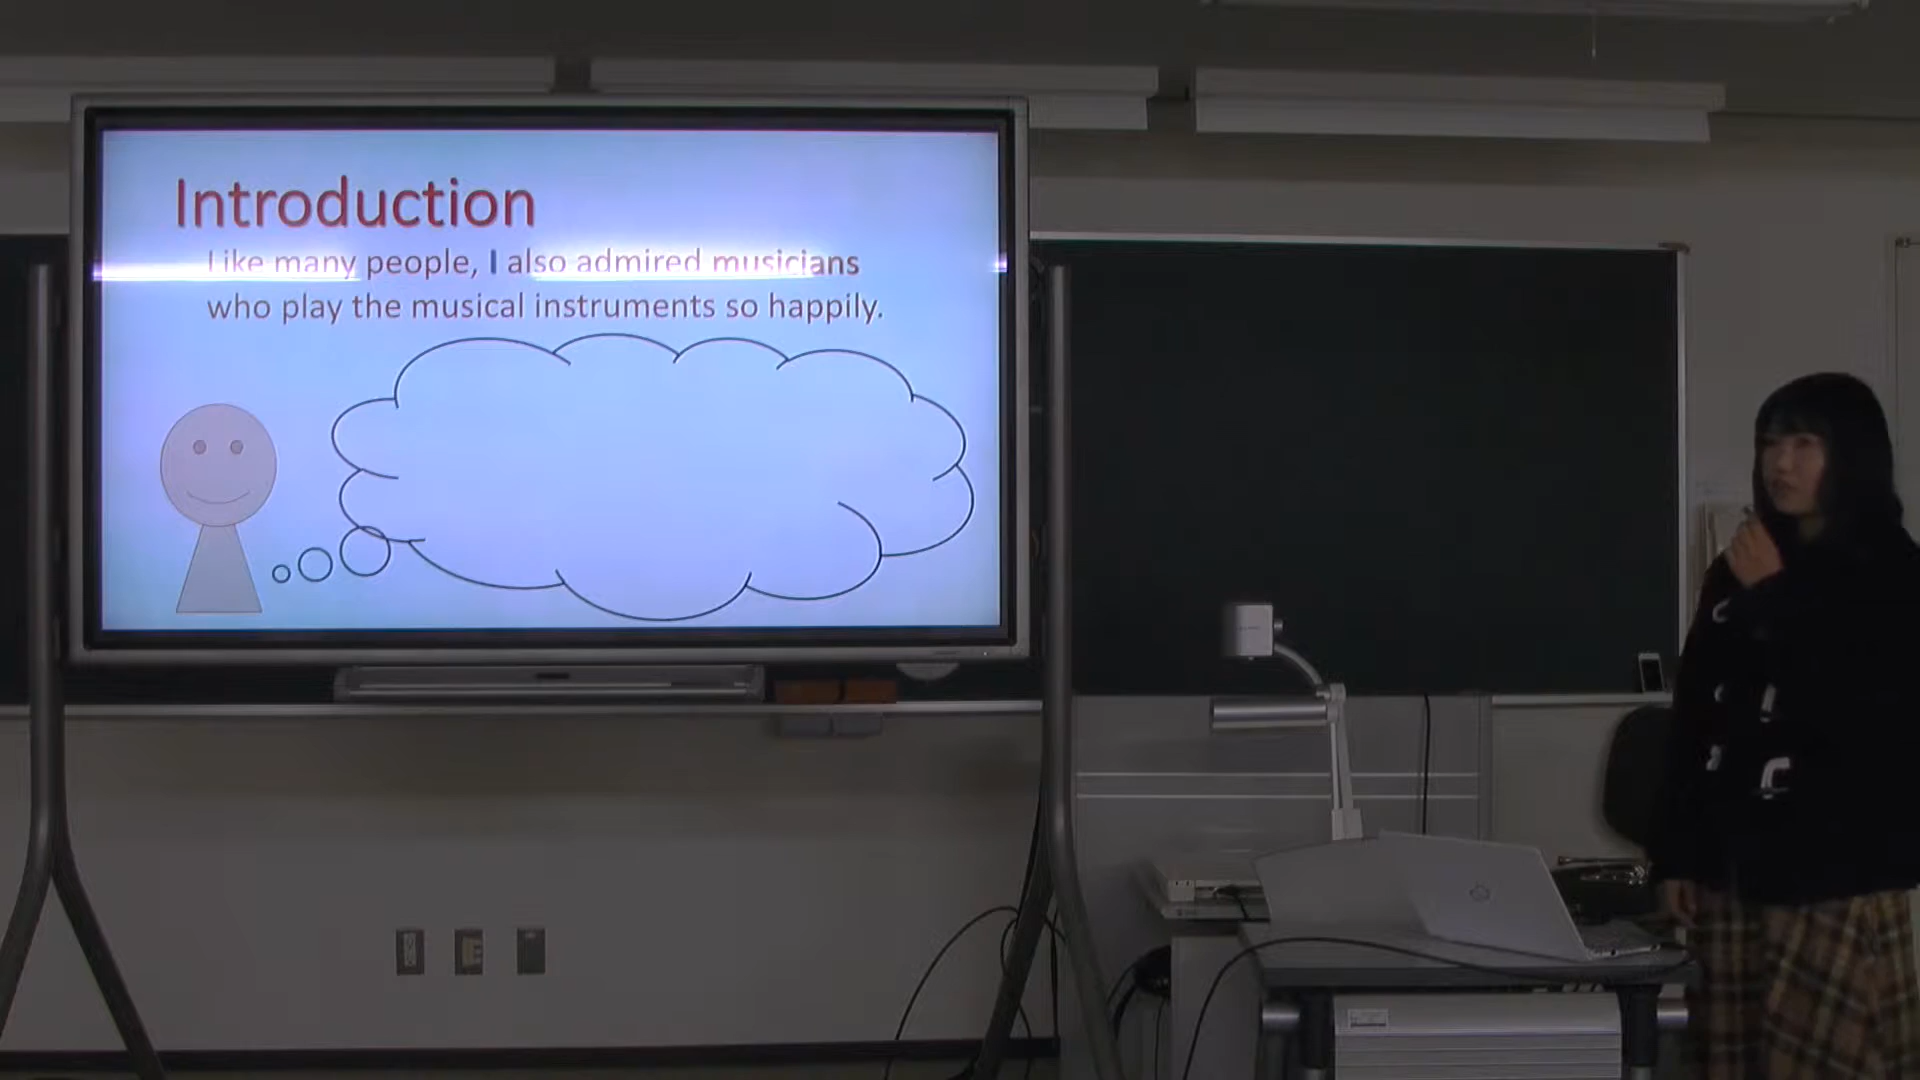 Introduction
Like many people, I also admired musicians
who play the musical instruments so happily.